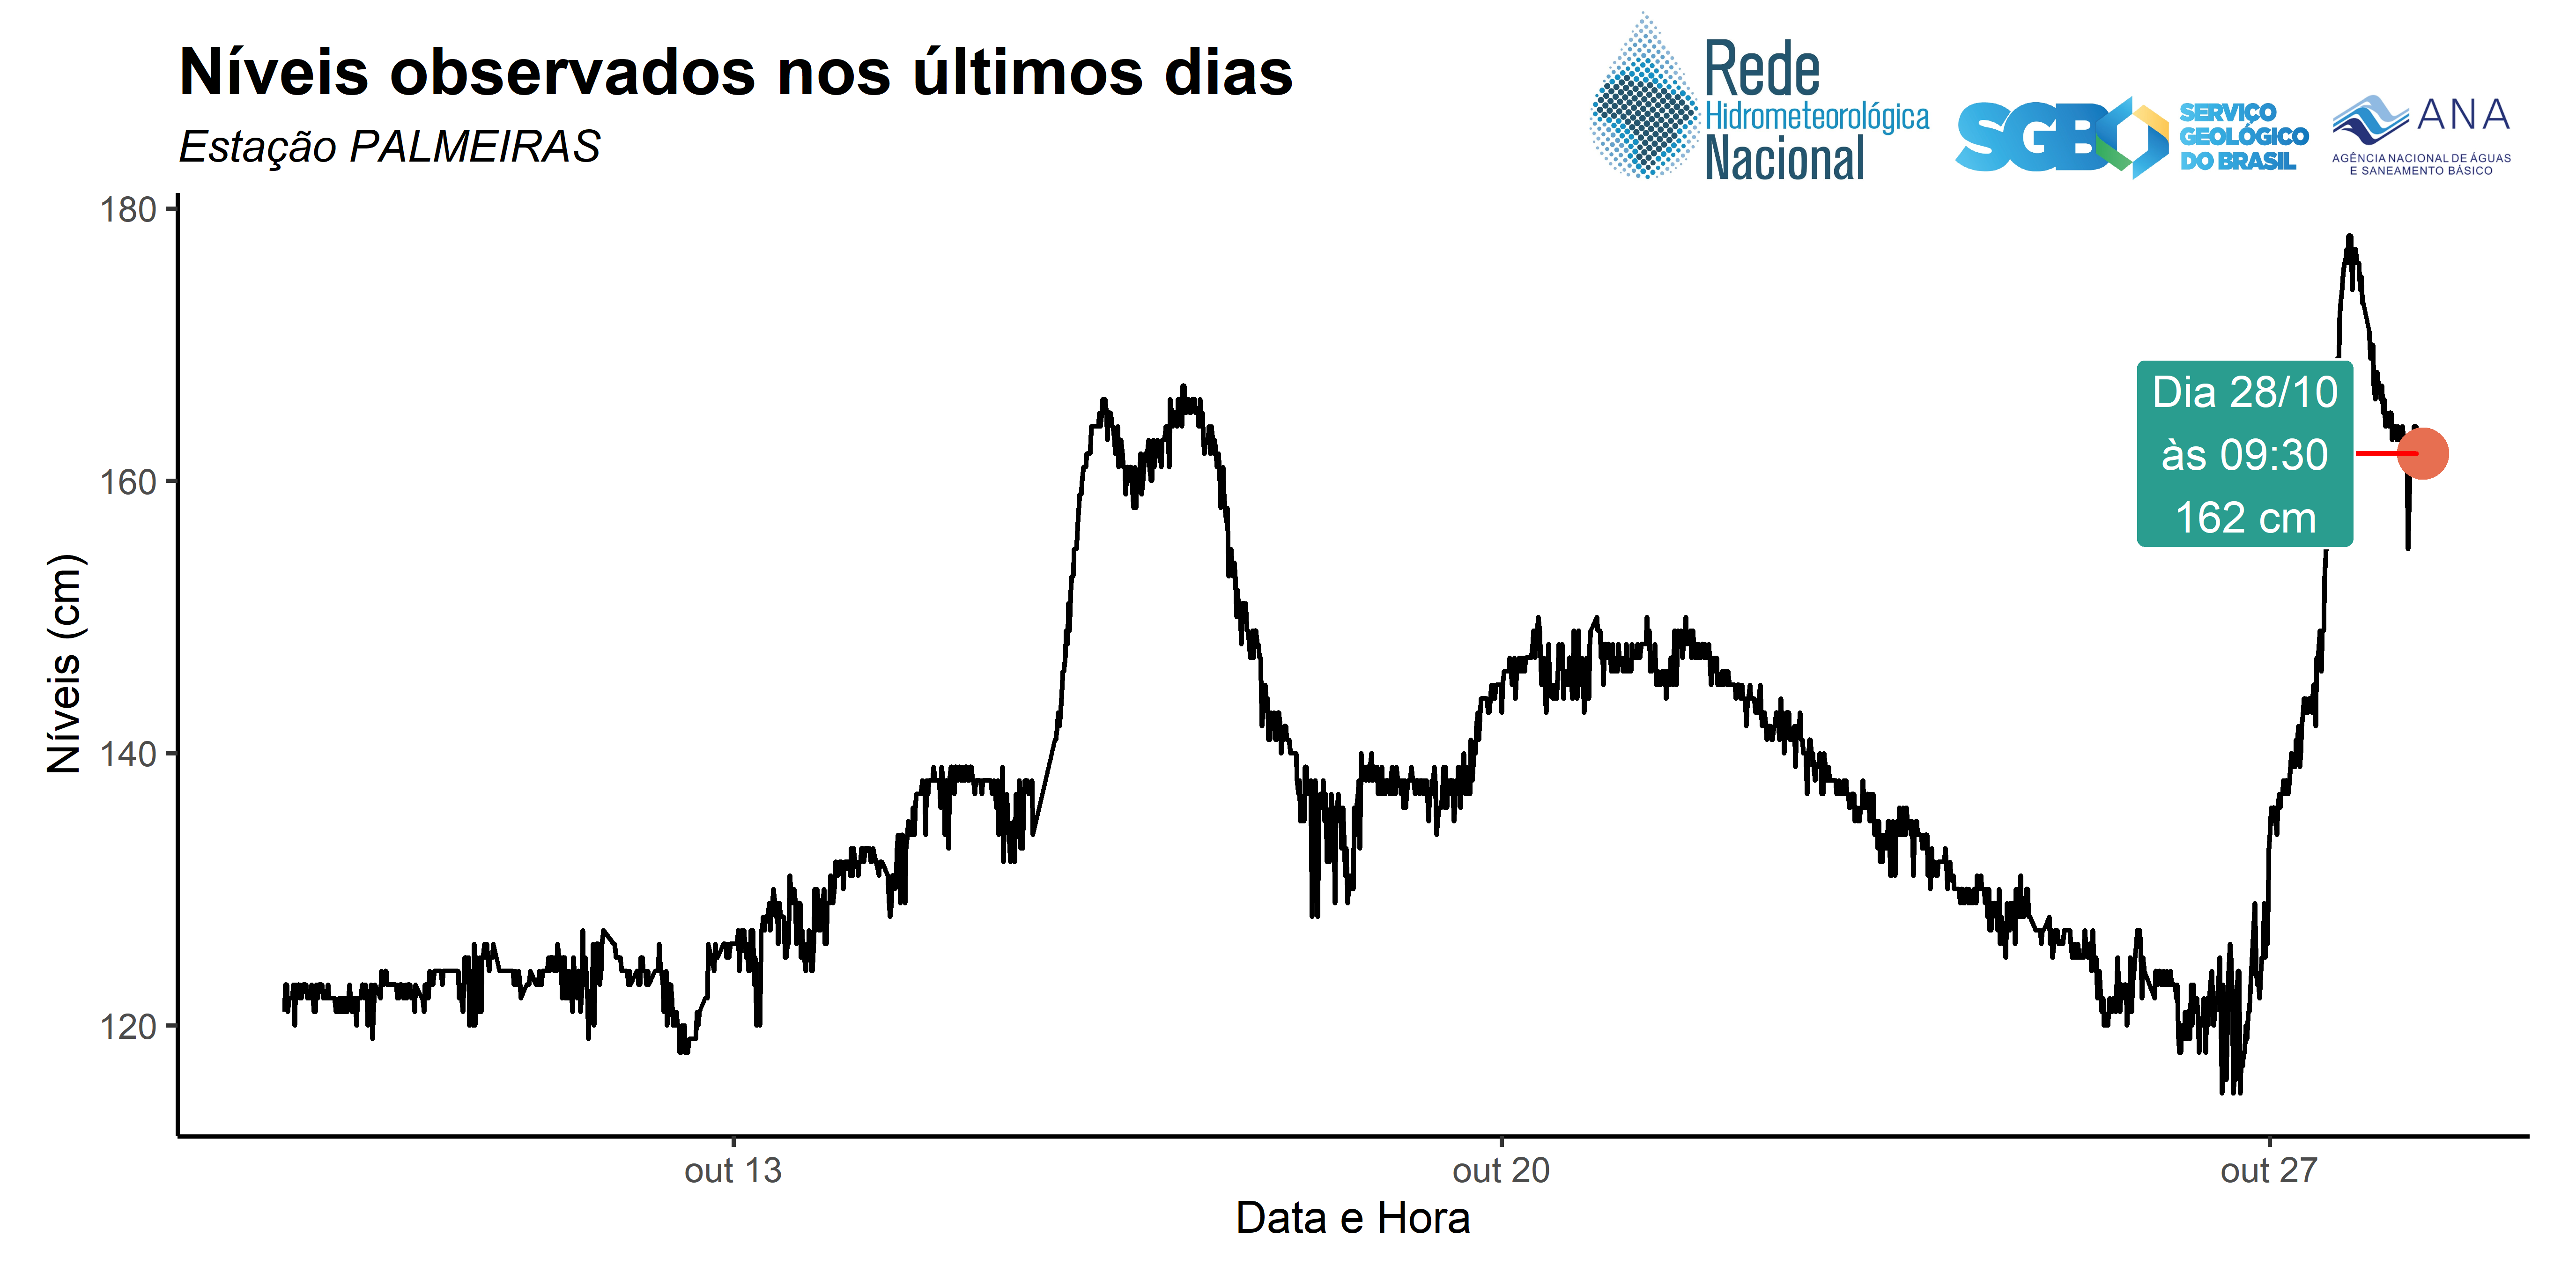 Níveis observados nos últimos dias
Estação PALMEIRAS
Rede
Hidrometeorológica
Nacional
SGB
SERVIÇO
GEOLÓGICO
DO BRASIL
ANA
AGÊNCIA NACIONAL DE ÁGUAS
E SANEAMENTO BÁSICO
180
160
140
120
Níveis (cm)
Dia 28/10
às 09:30
162 cm
out 13
out 20
out 27
Data e Hora